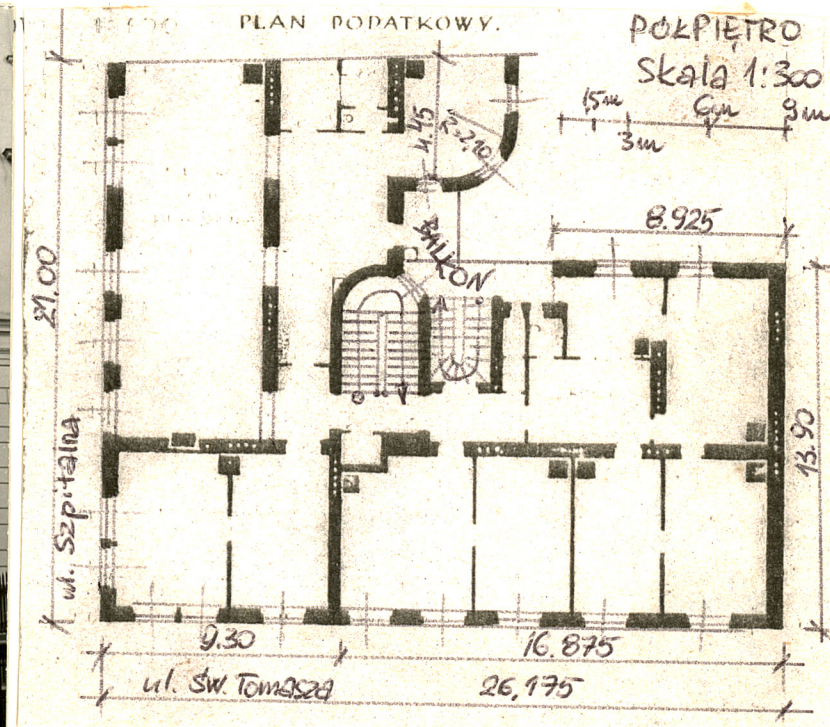 PLAN PODATKOWY.
PÓŁPIĘTRO
Skala 1:300
15m
6m
9m
3m
4.45
R=2,10
BALKON
8.925
21.00
13.90
ul. Szpitalna
9.30
16.875
ul. Św. Tomasza
26,175